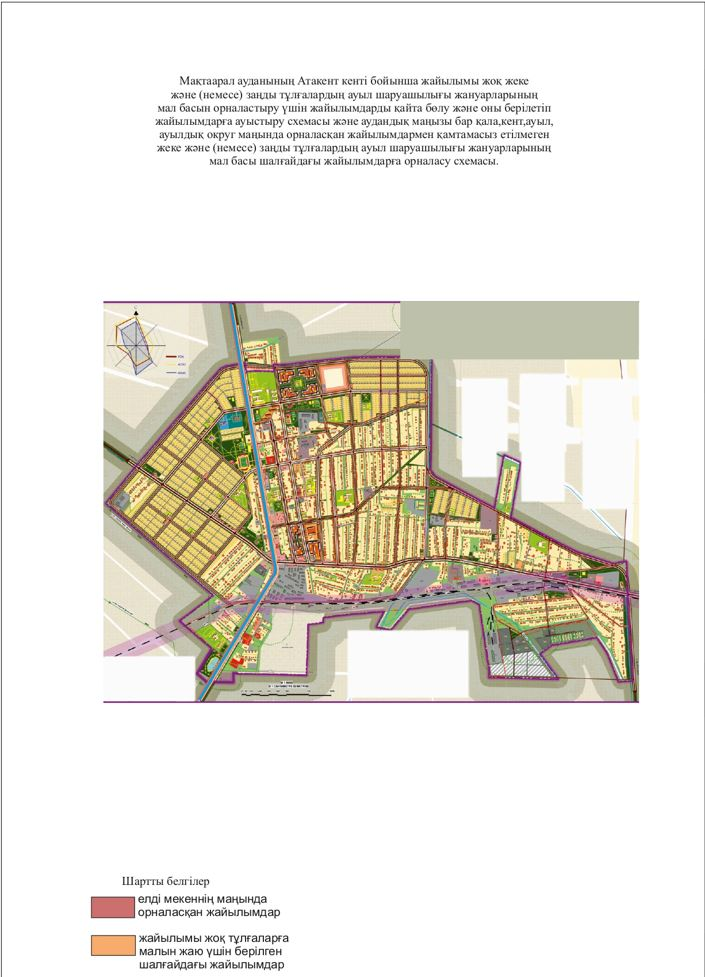 Мақтаарал ауданының Атакент кенті бойынша жайылымы жоқ жеке
және (немесе) заңды тұлғалардың ауыл шаруашылығы жануарларының
мал басын орналастыру үшін жайылымдарды қайта бөлу және оны берілетіп
жайылымдарға ауыстыру схемасы және аудандық маңызы бар қала,кент,ауыл,
ауылдық округ маңында орналасқан жайылымдармен қамтамасыз етілмеген
жеке және (немесе) заңды тұлғалардың ауыл шаруашылығы жануарларының
мал басы шалғайдағы жайылымдарға орналасу схемасы.
Шартты белгілер
елді мекеннің маңында
орналасқан жайылымдар
жайылымы жоқ тұлғаларға
малын жаю үшін берілген
шалғайдағы жайылымдар